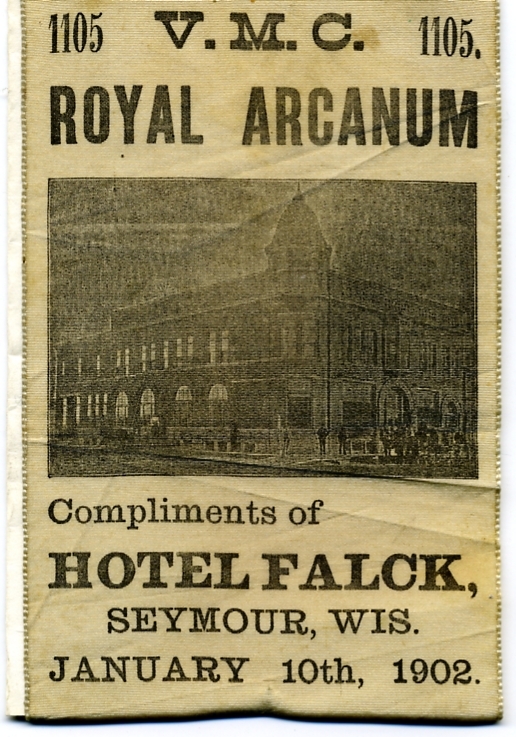 1105 V. M. C. 1105.
ROYAL ARCANUM
Compliments of
HOTEL FALCK,
SEYMOUR, WIS.
JANUARY 10th, 1902.